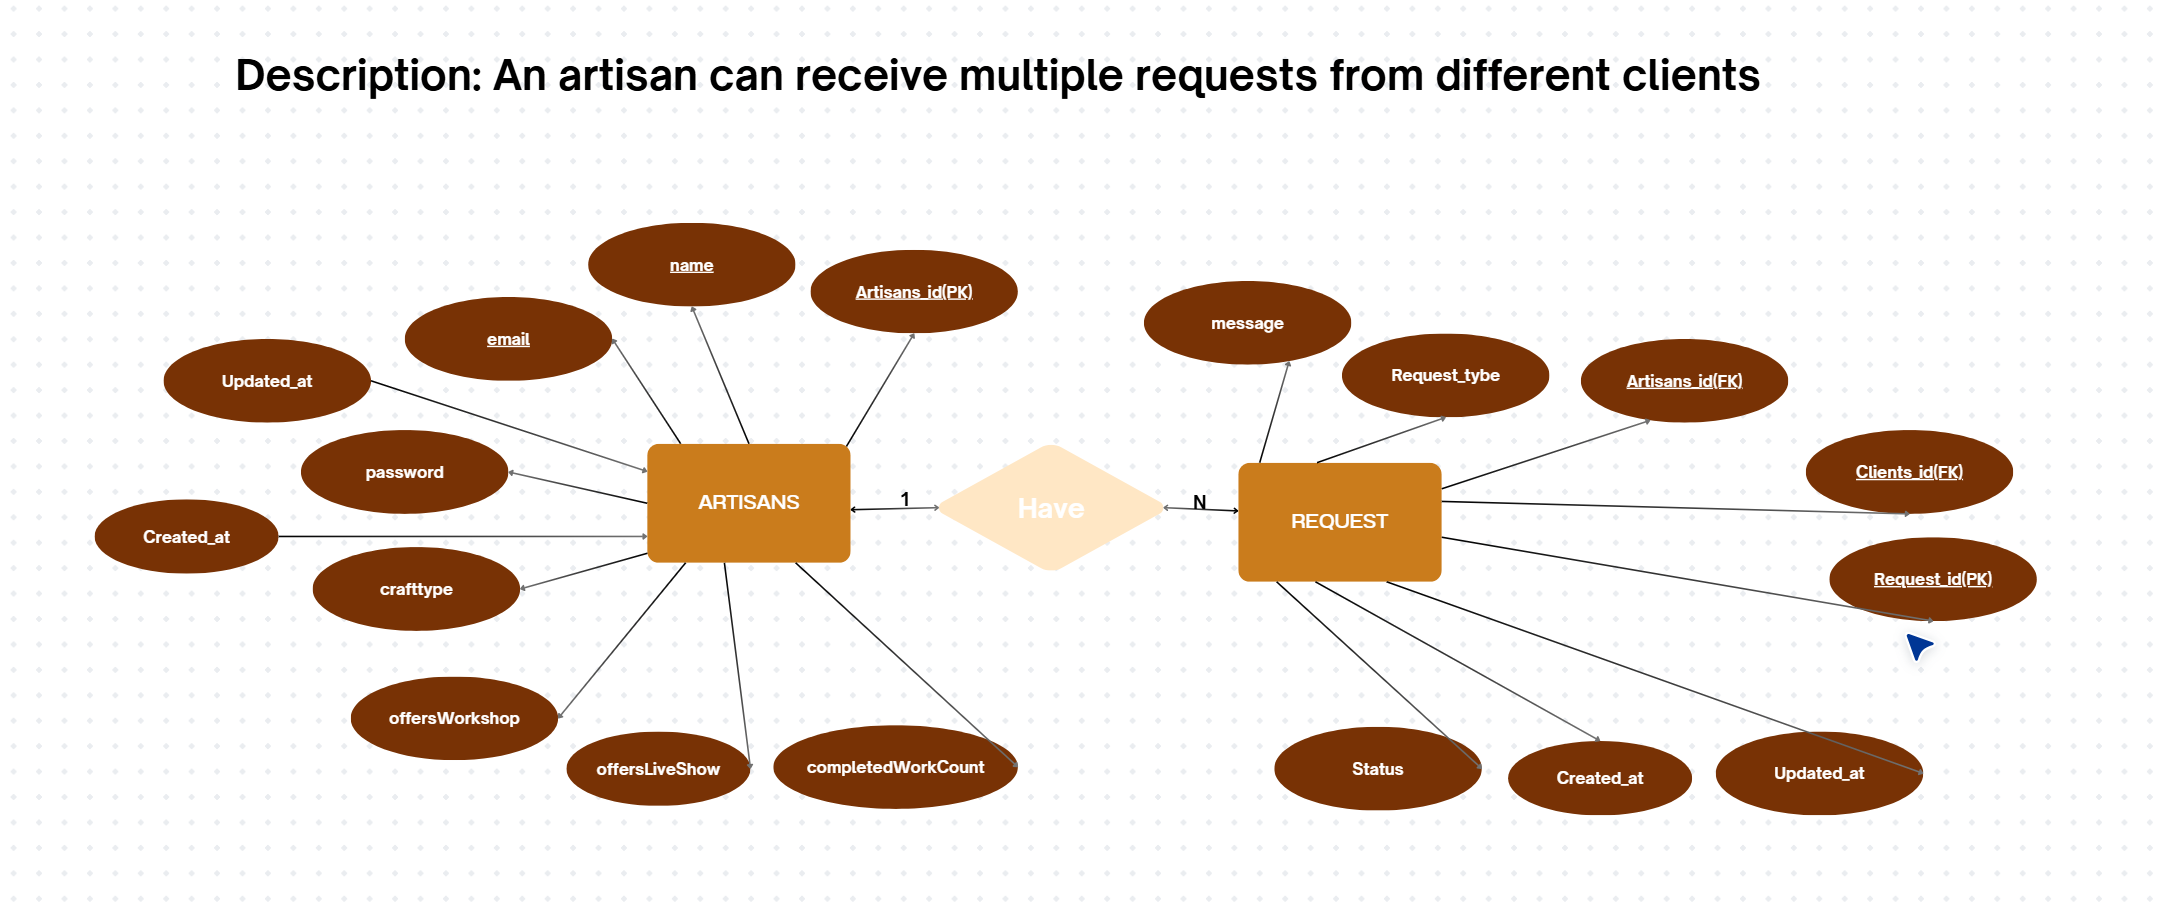 Description: An artisan can receive multiple requests from different clients
name
Artisans_id(PK)
email
Updated_at
password
Created_at
crafttype
offersWorkshop
offersLiveShow
completedWorkCount
ARTISANS
1
Have
N
REQUEST
message
Request_tybe
Artisans_id(FK)
Clients_id(FK)
Request_id(PK)
Status
Created_at
Updated_at